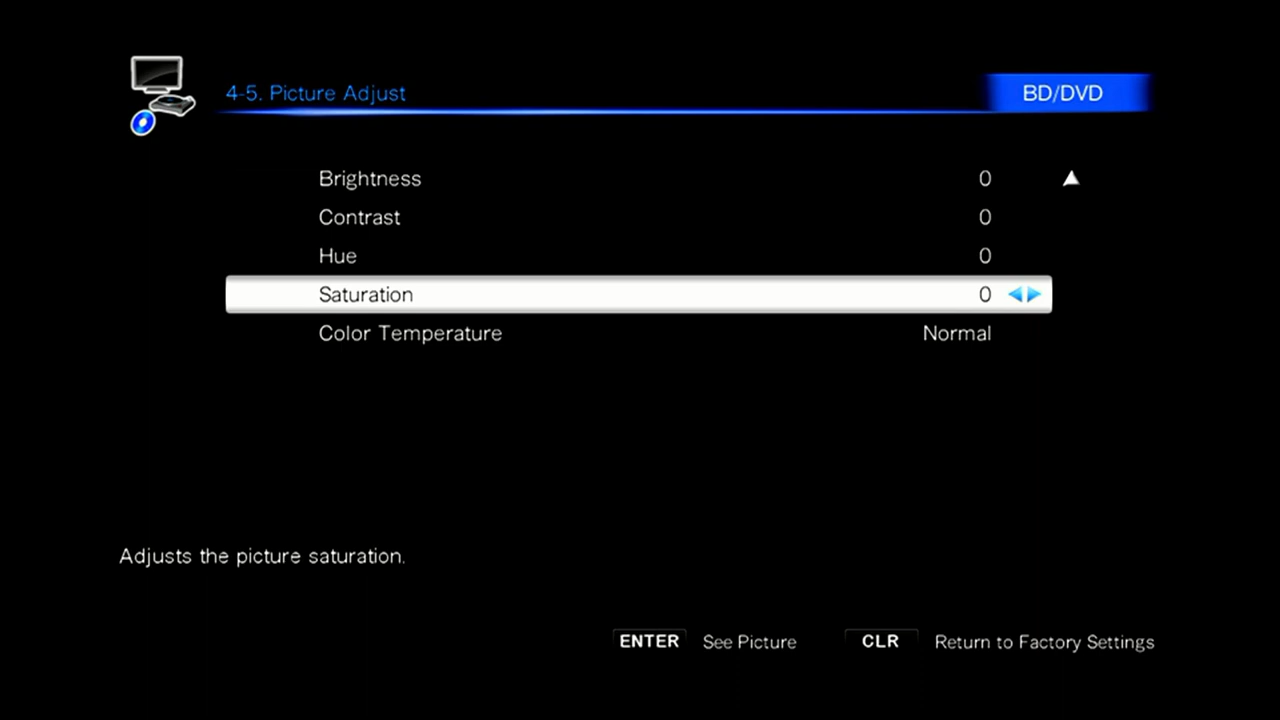 4-5. Picture Adjust
BD/DVD
Brightness 0
Contrast 0
Hue 0
Saturation 0
Color Temperature Normal
Adjusts the picture saturation.
ENTER See Picture CLR Return to Factory Settings